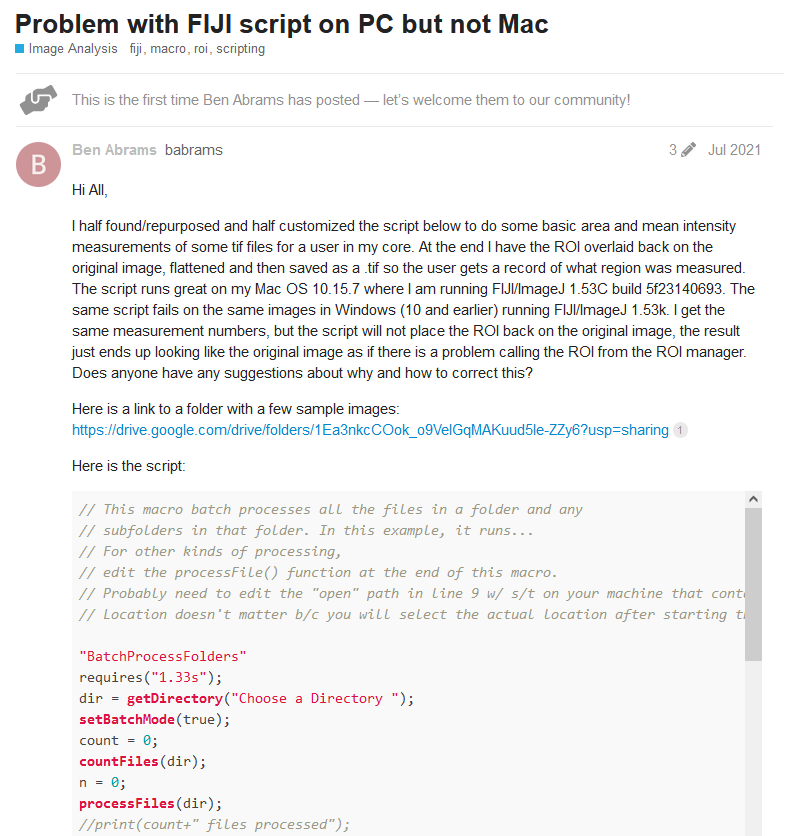 Problem with FIJI script on PC but not Mac
Image Analysis fiji, macro, roi, scripting
This is the first time Ben Abrams has posted — let's welcome them to our community!
B
Ben Abrams babrams 3 Jul 2021
Hi All,
I half found/repurposed and half customized the script below to do some basic area and mean intensity
measurements of some tif files for a user in my core. At the end I have the ROI overlaid back on the
original image, flattened and then saved as a .tif so the user gets a record of what region was measured.
The script runs great on my Mac OS 10.15.7 where I am running FIJI/ImageJ 1.53C build 5f23140693. The
same script fails on the same images in Windows (10 and earlier) running FIJI/ImageJ 1.53k. I get the
same measurement numbers, but the script will not place the ROI back on the original image, the result
just ends up looking like the original image as if there is a problem calling the ROI from the ROI manager.
Does anyone have any suggestions about why and how to correct this?
Here is a link to a folder with a few sample images:
https://drive.google.com/drive/folders/1Ea3nkcCOok_o9VelGqMAKuud5le-ZZy6?usp=sharing 1
Here is the script:
// This macro batch processes all the files in a folder and any
// subfolders in that folder. In this example, it runs...
// For other kinds of processing,
// edit the processFile() function at the end of this macro.
// Probably need to edit the "open" path in line 9 w/ s/t on your machine that cont
// Location doesn't matter b/c you will select the actual location after starting t
"BatchProcessFolders"
requires("1.33s");
dir = getDirectory("Choose a Directory ");
setBatchMode(true);
count = 0;
countFiles(dir);
n = 0;
processFiles(dir);
//print(count+" files processed");